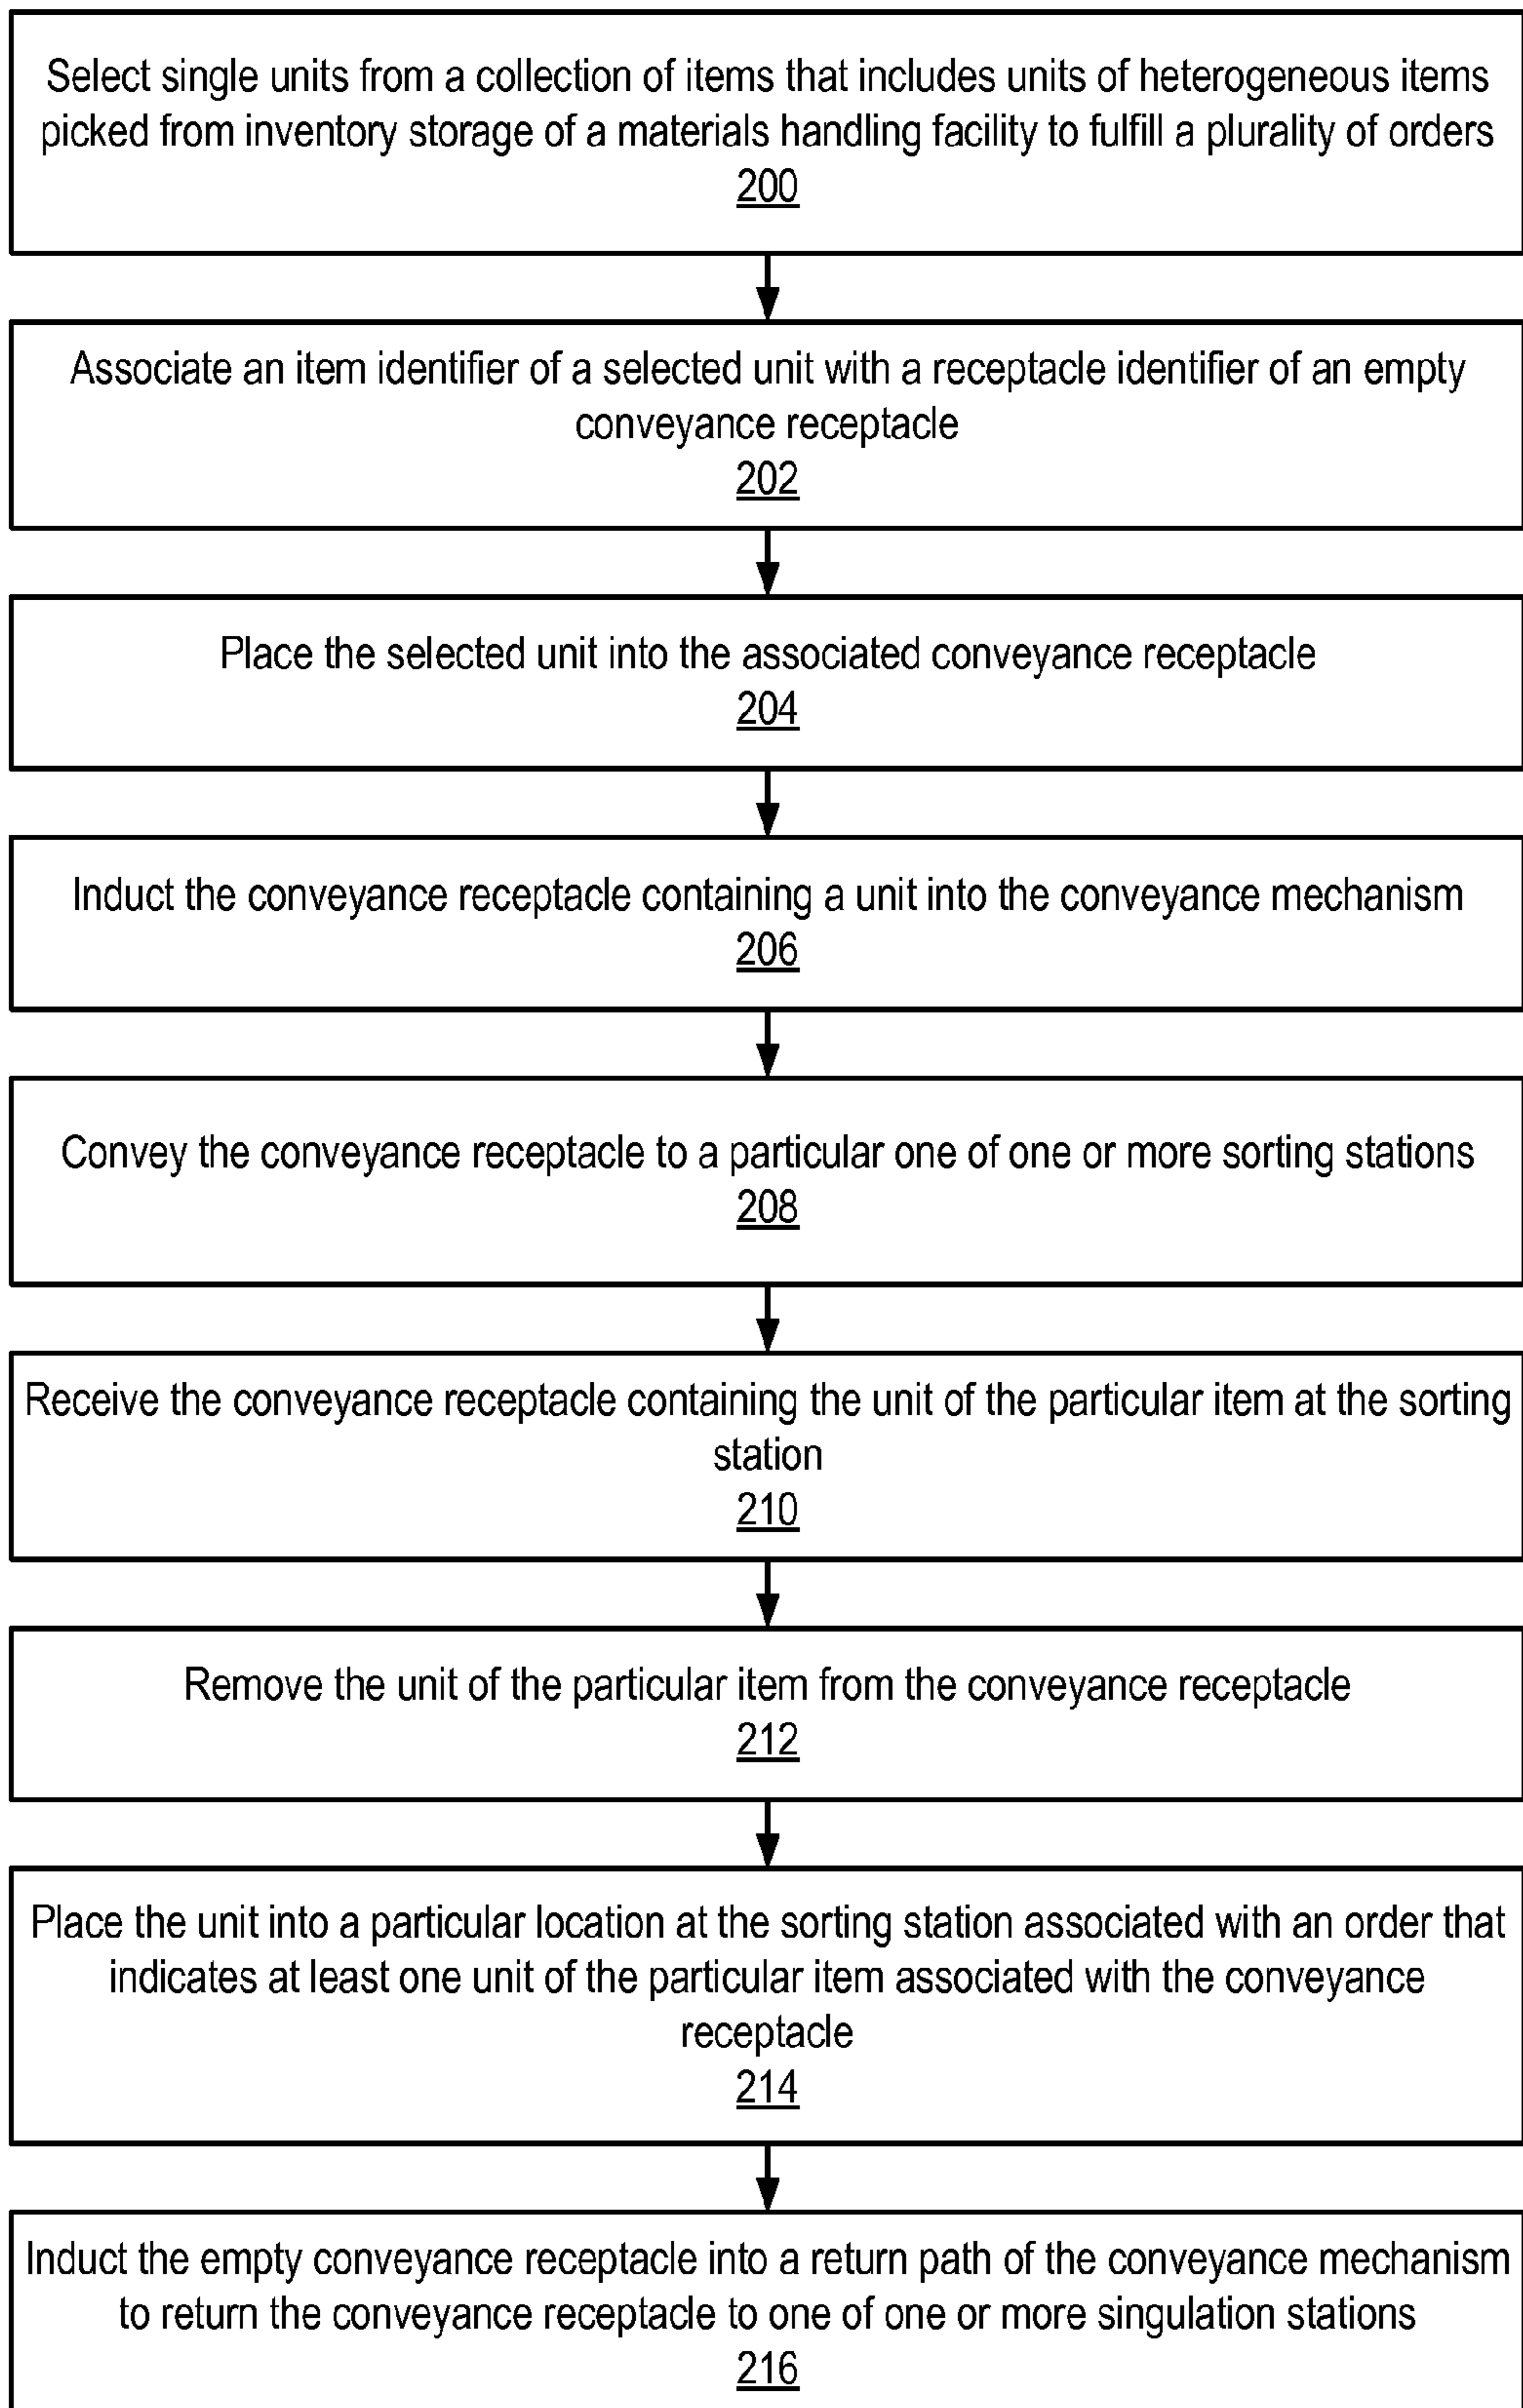 Select single units from a collection of items that includes units of heterogeneous items
picked from inventory storage of a materials handling facility to fulfill a plurality of orders
200
Associate an item identifier of a selected unit with a receptacle identifier of an empty
conveyance receptacle
202
Place the selected unit into the associated conveyance receptacle
204
Induct the conveyance receptacle containing a unit into the conveyance mechanism
206
Convey the conveyance receptacle to a particular one of one or more sorting stations
208
Receive the conveyance receptacle containing the unit of the particular item at the sorting
station
210
Remove the unit of the particular item from the conveyance receptacle
212
Place the unit into a particular location at the sorting station associated with an order that
indicates at least one unit of the particular item associated with the conveyance
receptacle
214
Induct the empty conveyance receptacle into a return path of the conveyance mechanism
to return the conveyance receptacle to one of one or more singulation stations
216